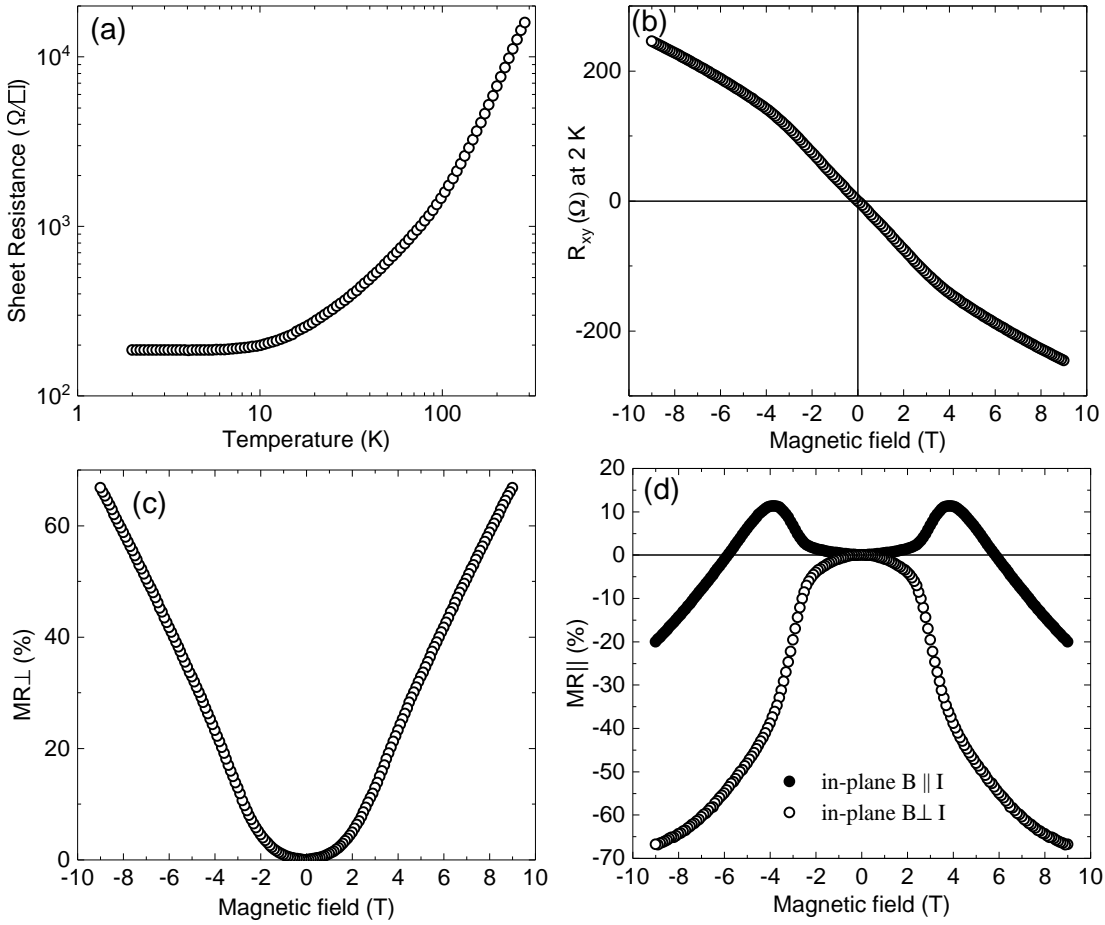 (a)
10⁴
10³
10²
Sheet Resistance (Ω/□)
1 10 100
Temperature (K)
(b)
200
0
-200
R_xy (Ω) at 2 K
-10 -8 -6 -4 -2 0 2 4 6 8 10
Magnetic field (T)
(c)
60
40
20
0
MR⊥ (%)
-10 -8 -6 -4 -2 0 2 4 6 8 10
Magnetic field (T)
(d)
20
10
0
-10
-20
-30
-40
-50
-60
-70
MR|| (%)
in-plane B || I
in-plane B⊥ I
-10 -8 -6 -4 -2 0 2 4 6 8 10
Magnetic field (T)